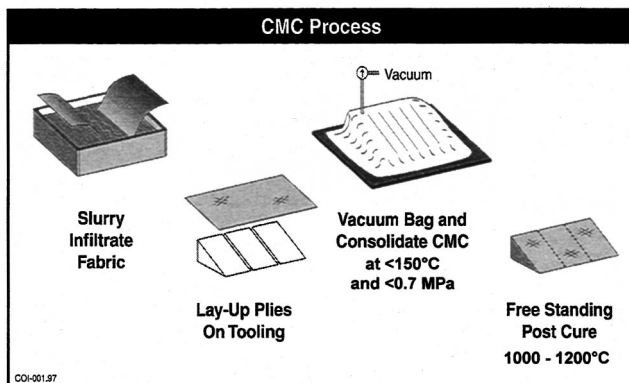 CMC Process
Vacuum
Slurry
Infiltrate
Fabric
Lay-Up Plies
On Tooling
Vacuum Bag and
Consolidate CMC
at <150°C
and <0.7 MPa
Free Standing
Post Cure
1000 - 1200°C
COI-001.97